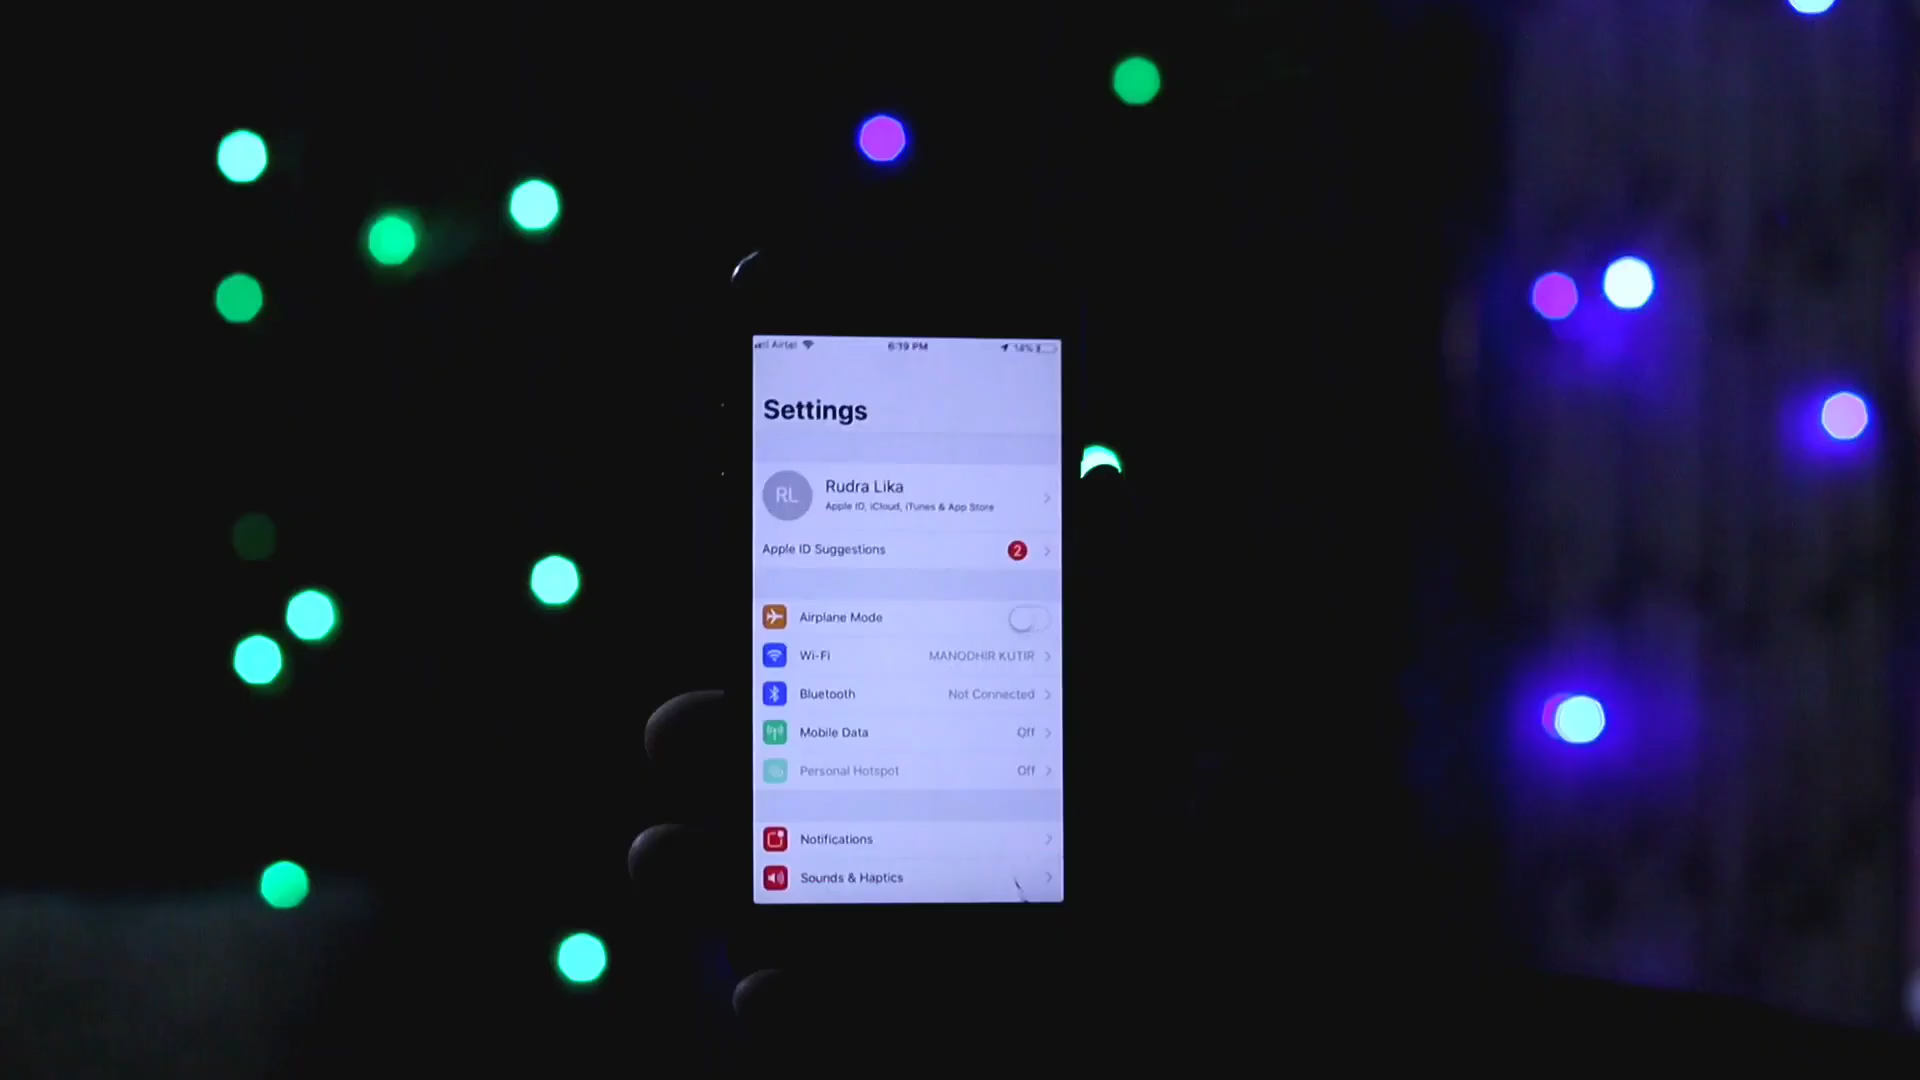 Airtel 6:19 PM 14%
Settings
RL
Rudra Lika
Apple ID, iCloud, iTunes & App Store
Apple ID Suggestions 2
Airplane Mode
Wi-Fi MANODHIR KUTIR
Bluetooth Not Connected
Mobile Data Off
Personal Hotspot Off
Notifications
Sounds & Haptics